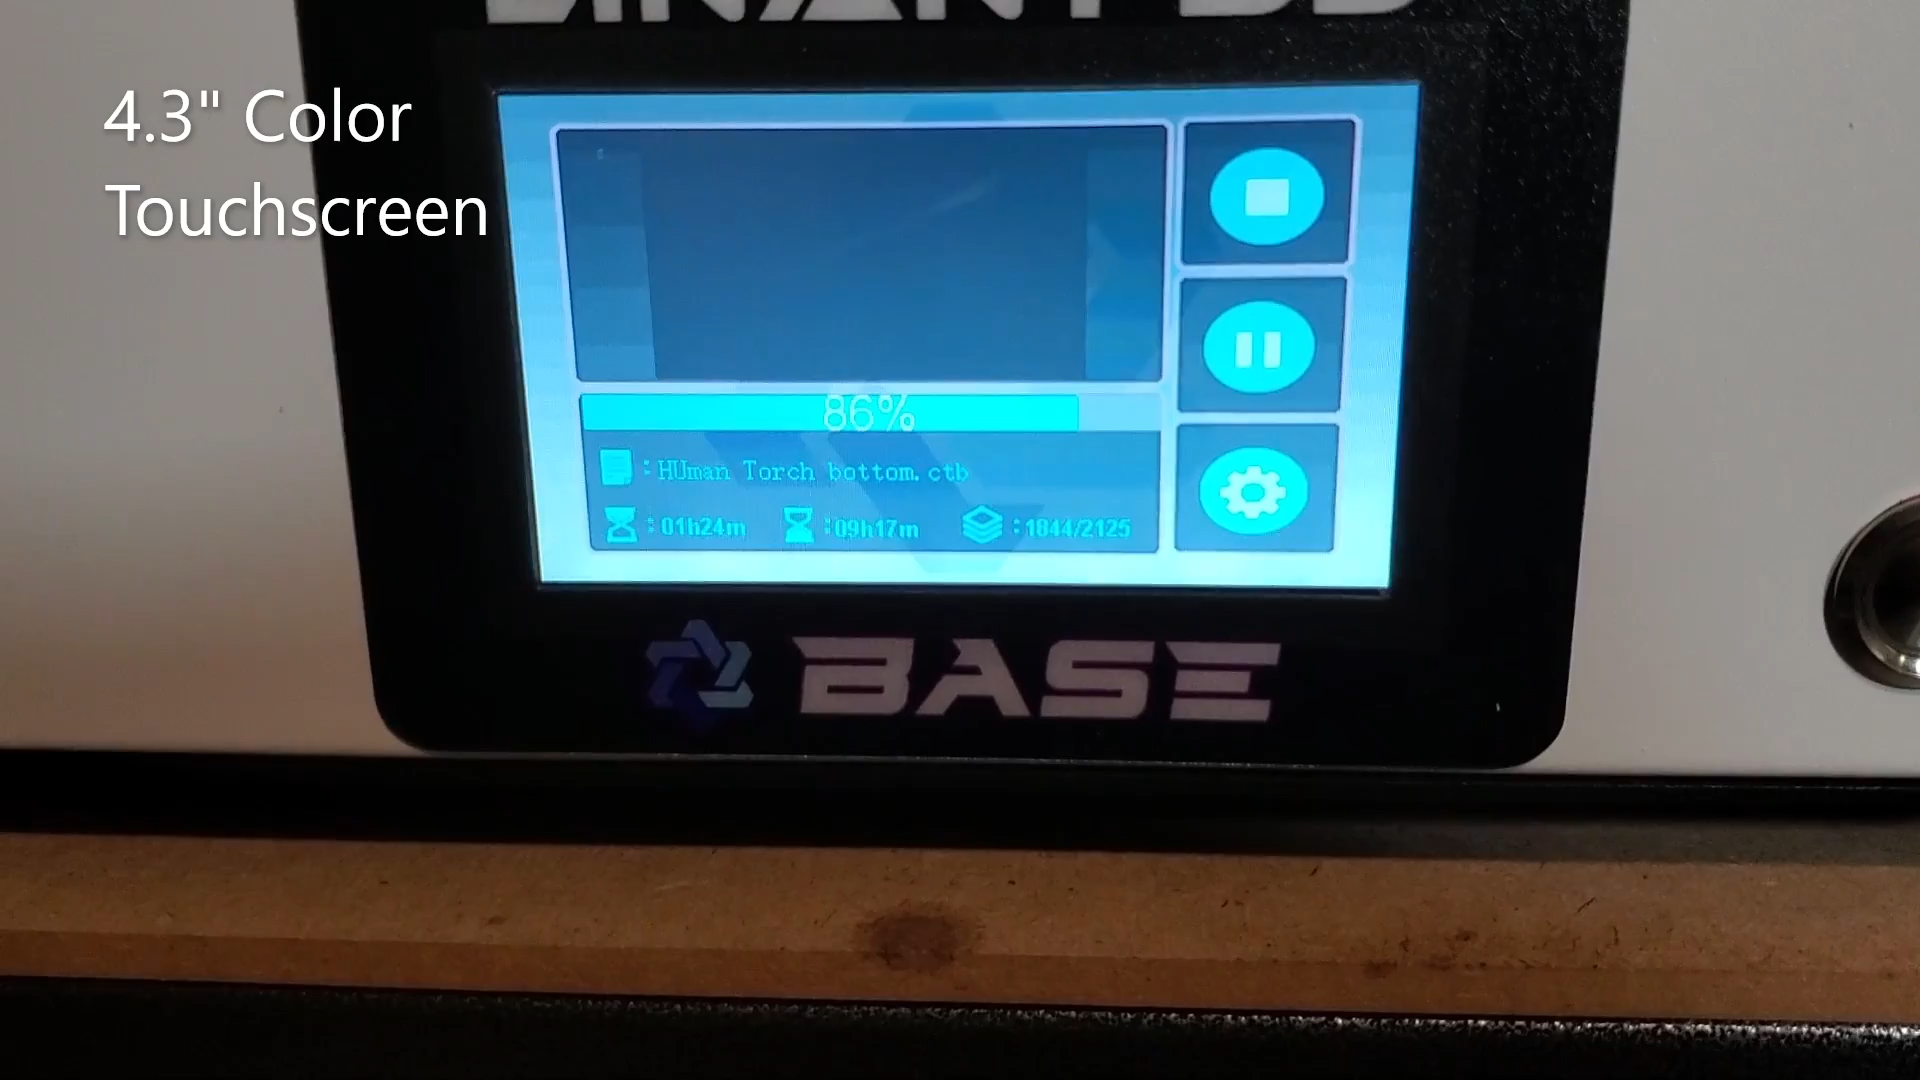 4.3" Color
Touchscreen
86%
:HUman Torch bottom.ctb
:01h24m :09h17m :1844/2125
BASE